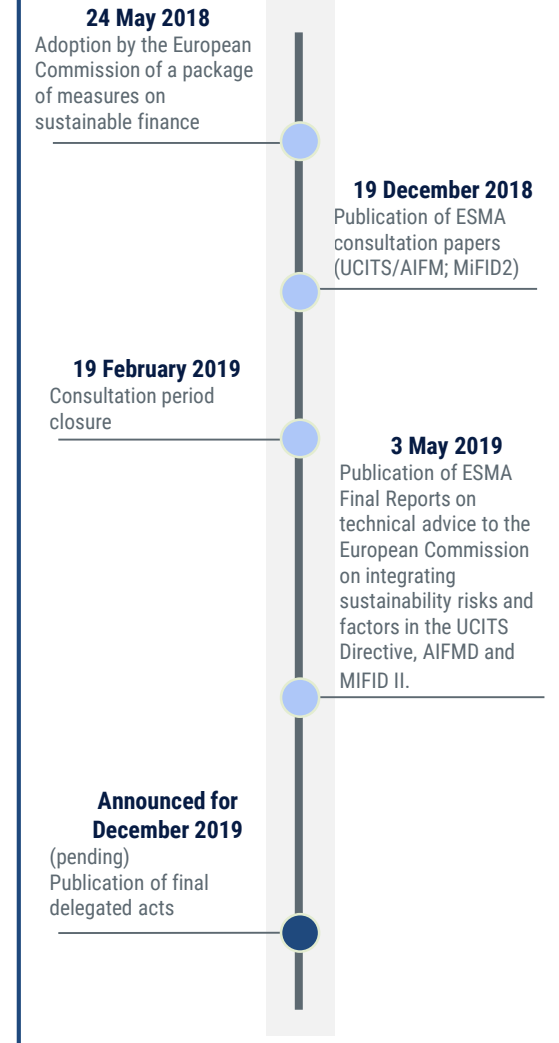 24 May 2018
Adoption by the European
Commission of a package
of measures on
sustainable finance
19 December 2018
Publication of ESMA
consultation papers
(UCITS/AIFM; MiFID2)
19 February 2019
Consultation period
closure
3 May 2019
Publication of ESMA
Final Reports on
technical advice to the
European Commission
on integrating
sustainability risks and
factors in the UCITS
Directive, AIFMD and
MIFID II.
Announced for
December 2019
(pending)
Publication of final
delegated acts